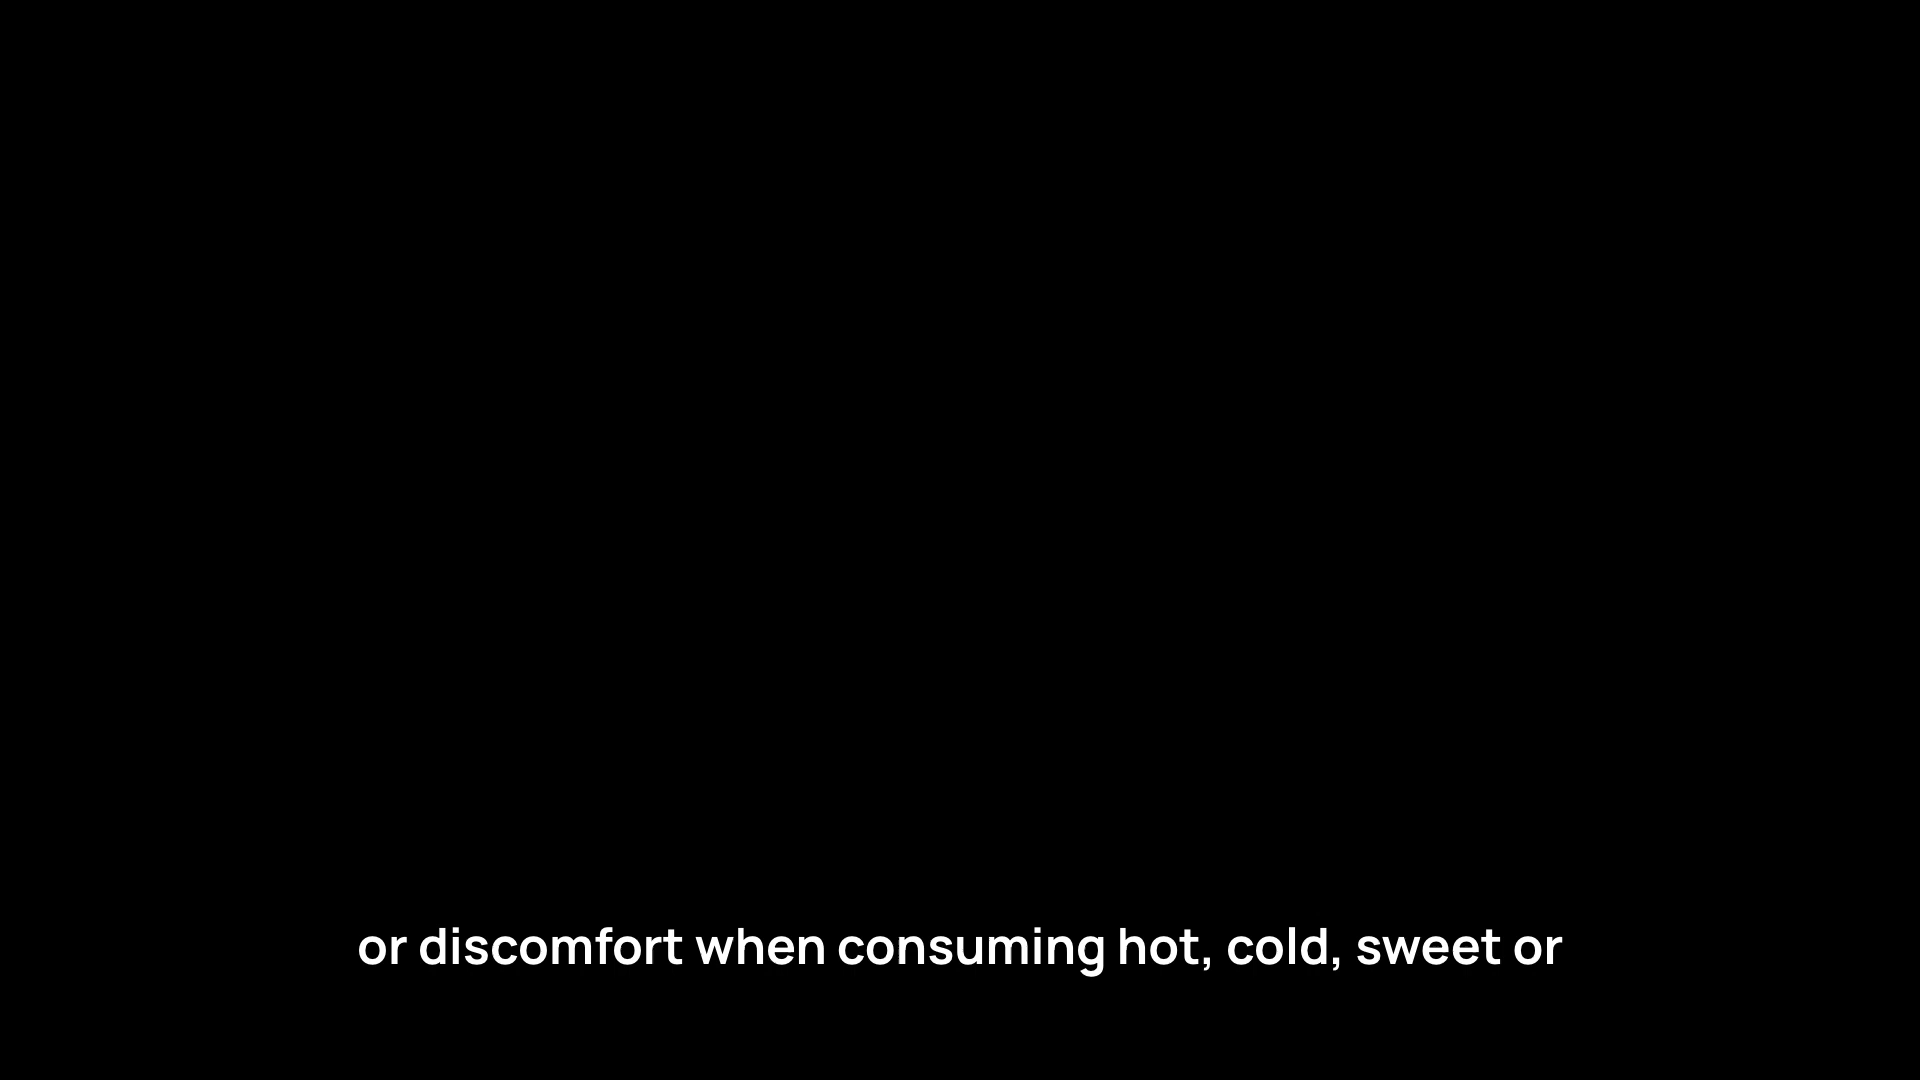 or discomfort when consuming hot, cold, sweet or